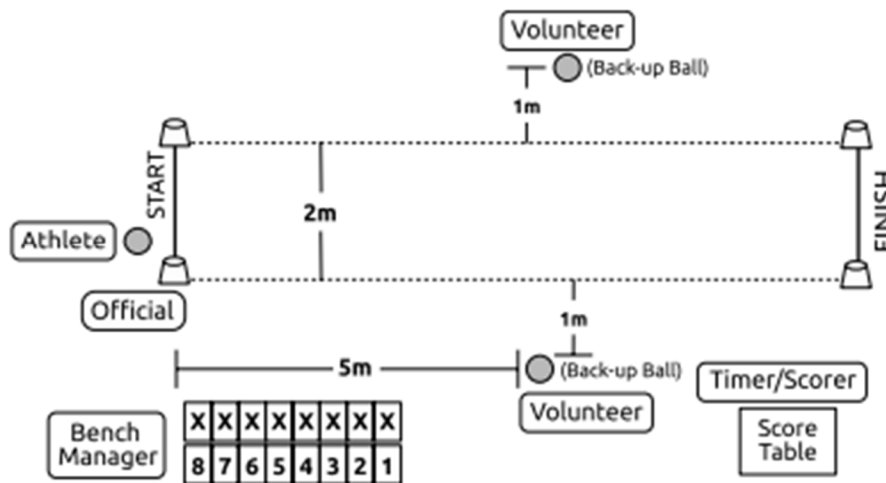 Volunteer
(Back-up Ball)
1m
START
2m
FINISH
Athlete
Official
1m
5m
(Back-up Ball)
Volunteer
Timer/Scorer
Score
Table
Bench
Manager
X X X X X X X X
8 7 6 5 4 3 2 1